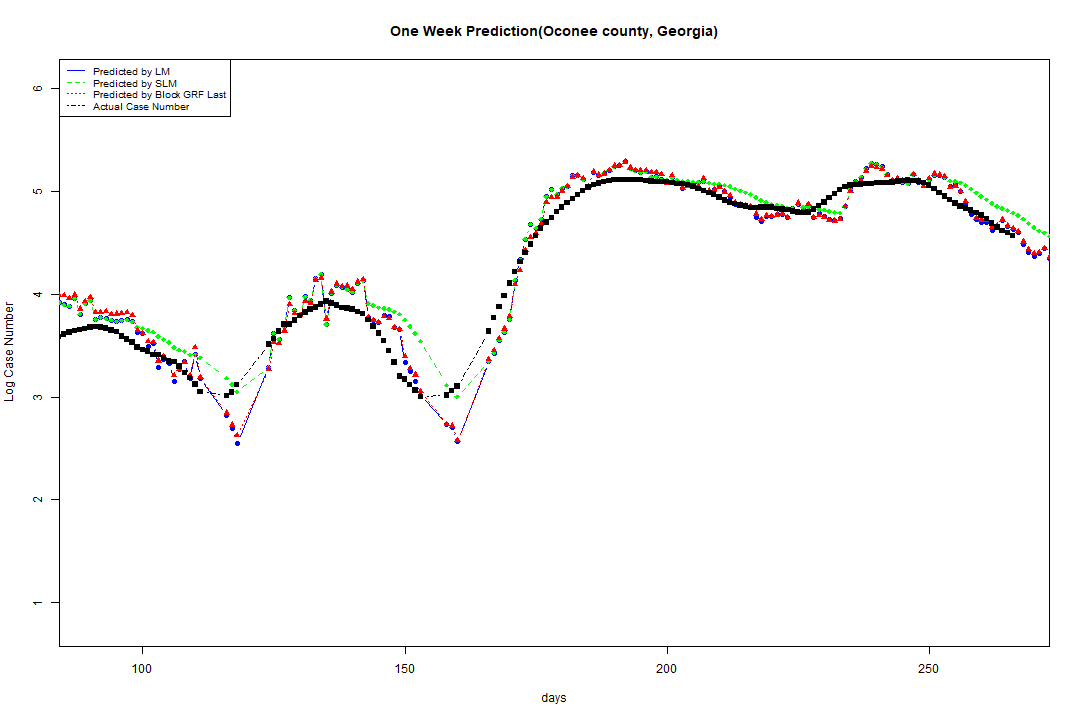 One Week Prediction(Oconee county, Georgia)
Predicted by LM
Predicted by SLM
Predicted by Block GRF Last
Actual Case Number
6
5
4
3
2
1
Log Case Number
100 150 200 250
days